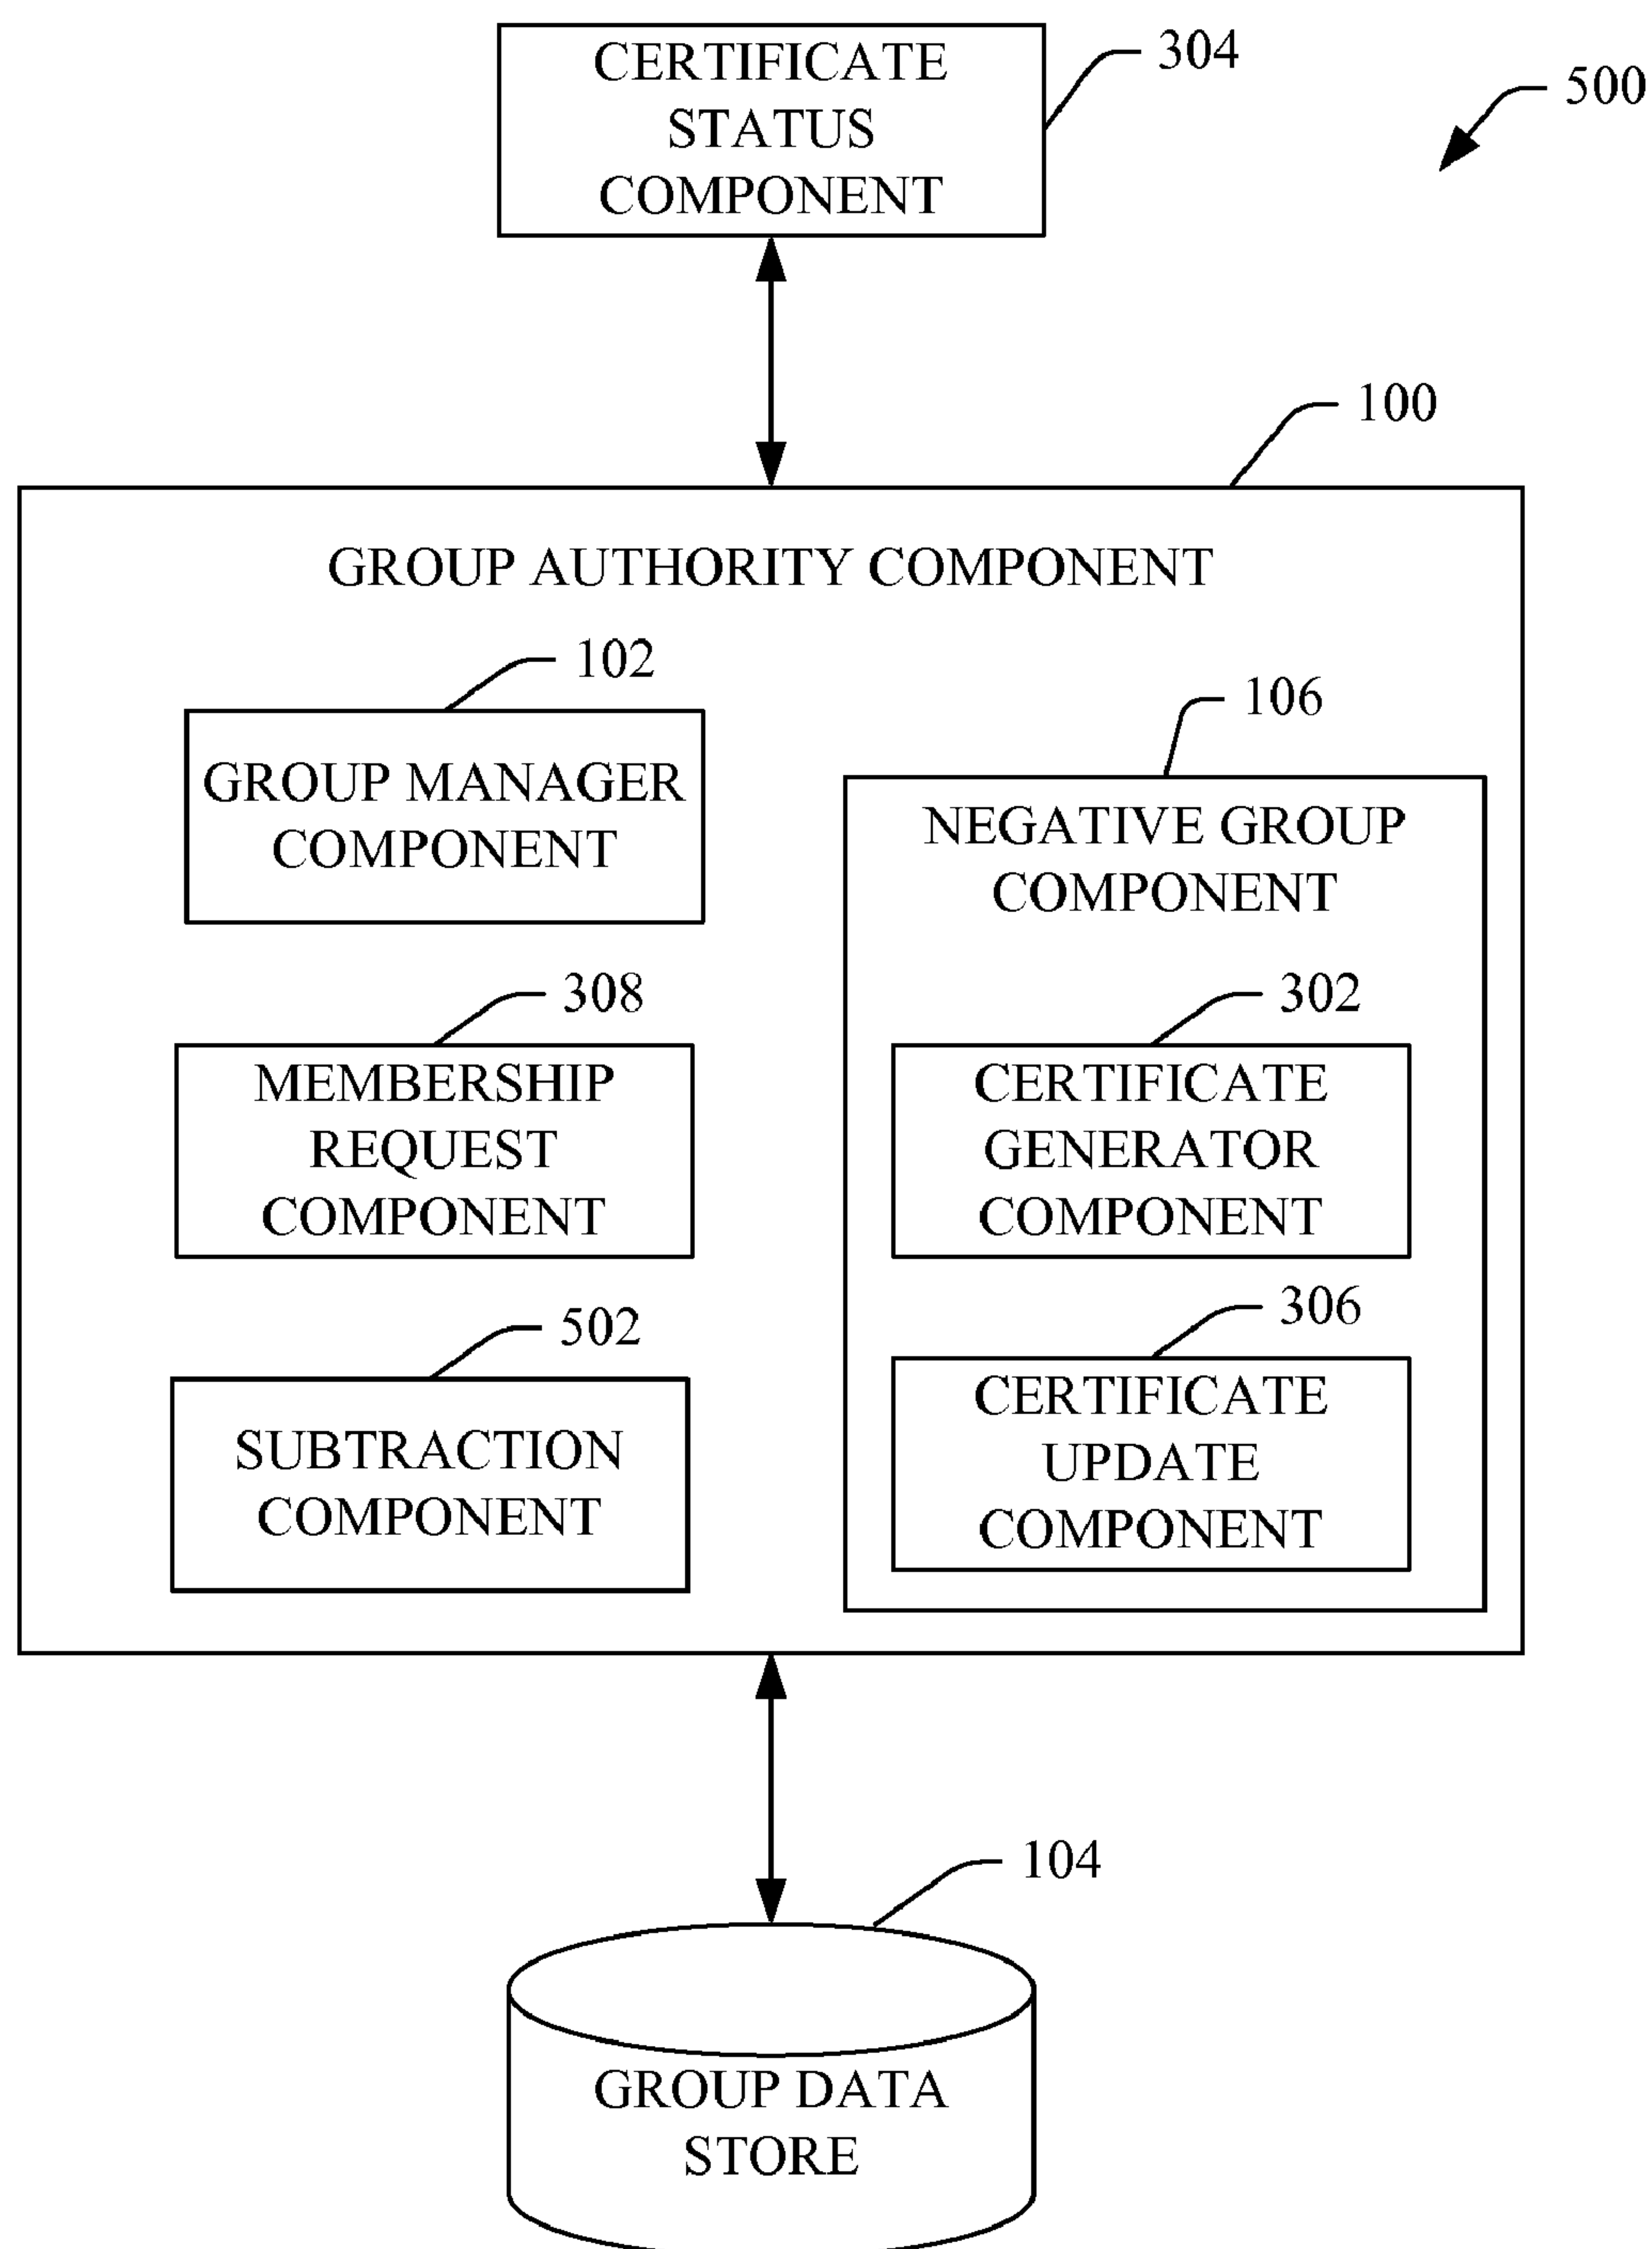 CERTIFICATE
STATUS
COMPONENT
304
500
100
GROUP AUTHORITY COMPONENT
102
GROUP MANAGER
COMPONENT
106
NEGATIVE GROUP
COMPONENT
308
MEMBERSHIP
REQUEST
COMPONENT
302
CERTIFICATE
GENERATOR
COMPONENT
502
SUBTRACTION
COMPONENT
306
CERTIFICATE
UPDATE
COMPONENT
104
GROUP DATA
STORE